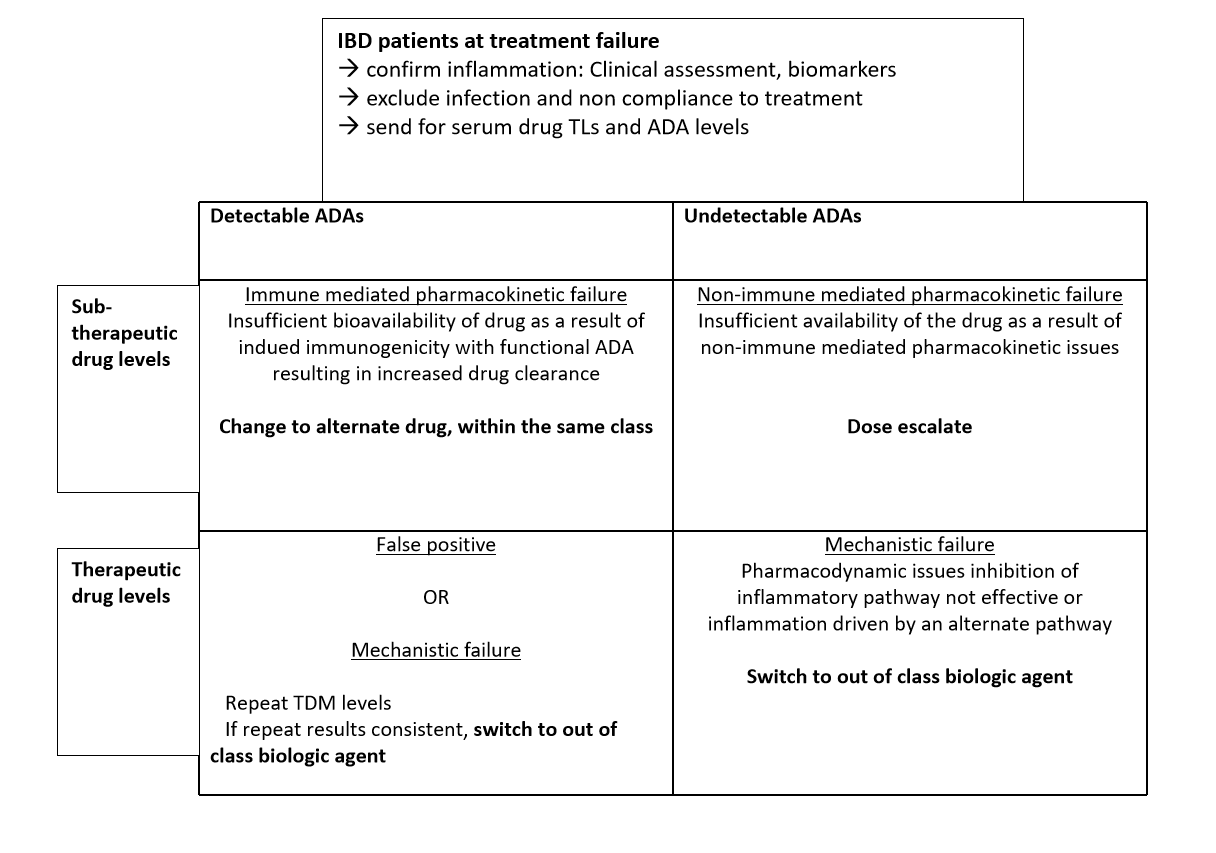 IBD patients at treatment failure
→ confirm inflammation: Clinical assessment, biomarkers
→ exclude infection and non compliance to treatment
→ send for serum drug TLs and ADA levels
Detectable ADAs
Undetectable ADAs
Sub-
therapeutic
drug levels
Immune mediated pharmacokinetic failure
Insufficient bioavailability of drug as a result of
indued immunogenicity with functional ADA
resulting in increased drug clearance
Change to alternate drug, within the same class
Non-immune mediated pharmacokinetic failure
Insufficient availability of the drug as a result of
non-immune mediated pharmacokinetic issues
Dose escalate
Therapeutic
drug levels
False positive
OR
Mechanistic failure
Repeat TDM levels
If repeat results consistent, switch to out of
class biologic agent
Mechanistic failure
Pharmacodynamic issues inhibition of
inflammatory pathway not effective or
inflammation driven by an alternate pathway
Switch to out of class biologic agent